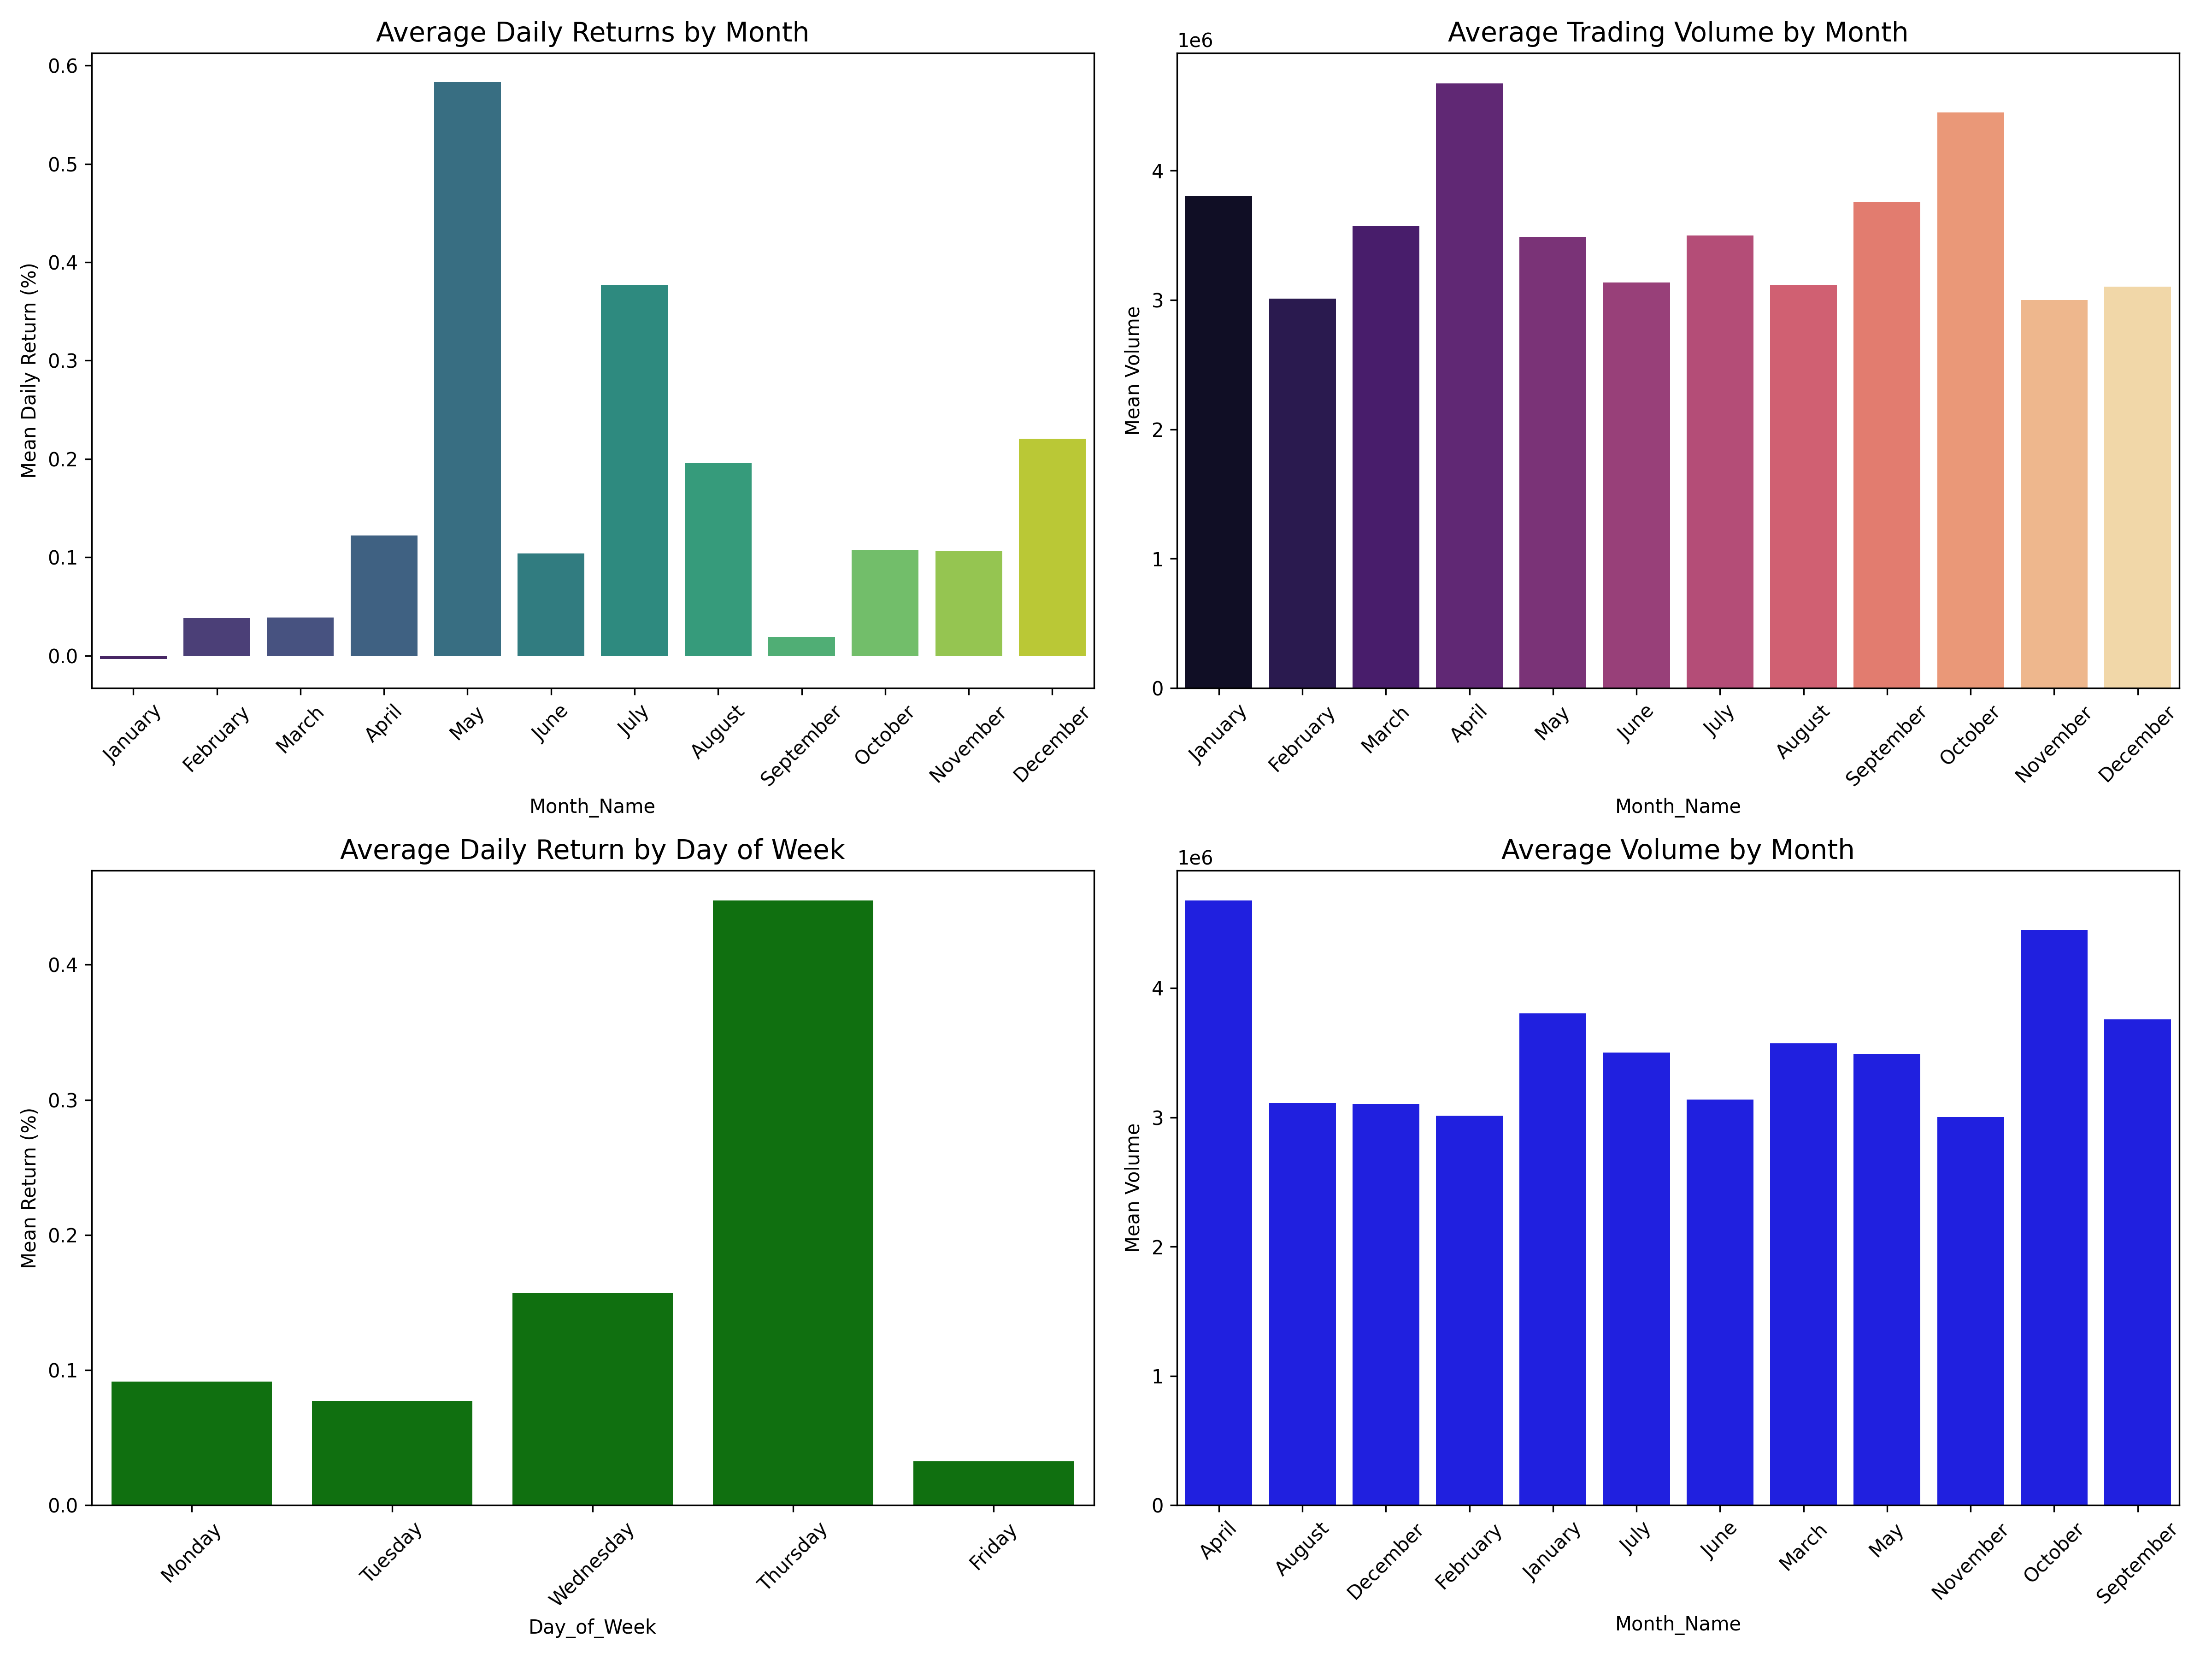 Average Daily Returns by Month
Mean Daily Return (%)
0.6
0.5
0.4
0.3
0.2
0.1
0.0
January
February
March
April
May
June
July
August
September
October
November
December
Month_Name
Average Trading Volume by Month
1e6
Mean Volume
4
3
2
1
0
January
February
March
April
May
June
July
August
September
October
November
December
Month_Name
Average Daily Return by Day of Week
Mean Return (%)
0.4
0.3
0.2
0.1
0.0
Monday
Tuesday
Wednesday
Thursday
Friday
Day_of_Week
Average Volume by Month
1e6
Mean Volume
4
3
2
1
0
April
August
December
February
January
July
June
March
May
November
October
September
Month_Name